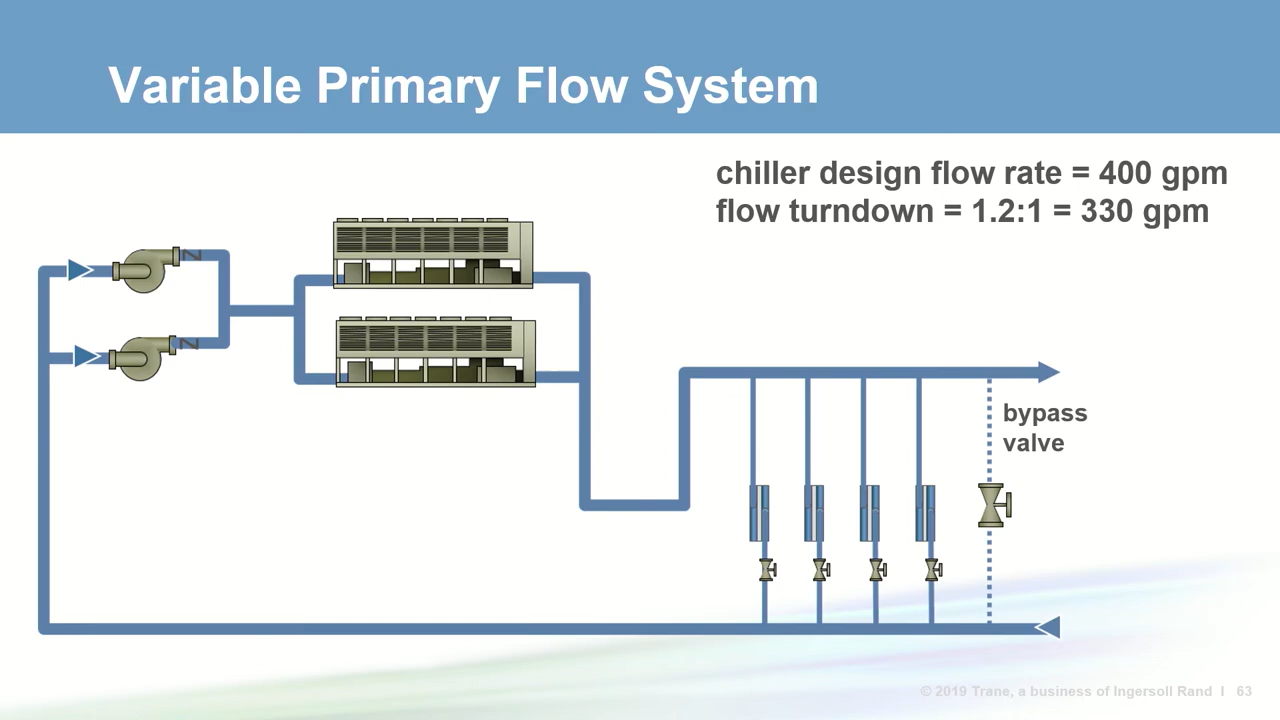 Variable Primary Flow System
chiller design flow rate = 400 gpm
flow turndown = 1.2:1 = 330 gpm
bypass
valve
© 2019 Trane, a business of Ingersoll Rand I 63